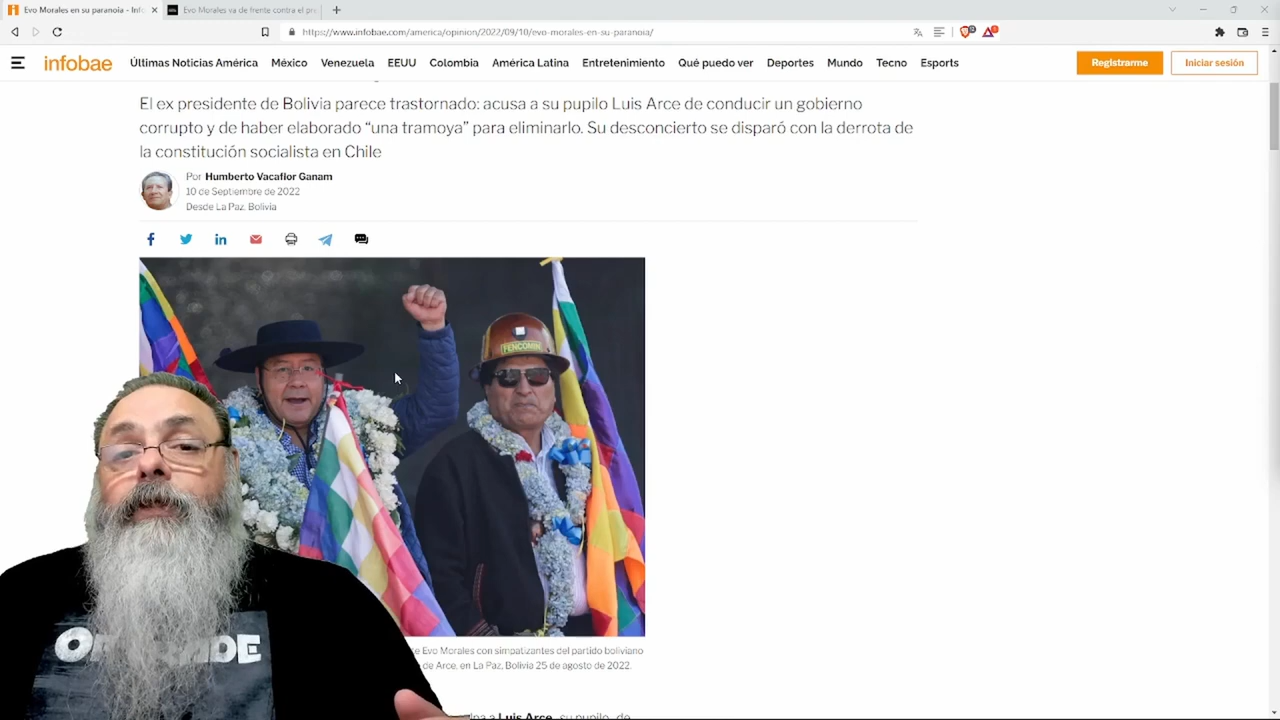 Evo Morales en su paranoia - Info
Evo Morales va de frente contra el pr
https://www.infobae.com/america/opinion/2022/09/10/evo-morales-en-su-paranoia/
infobae
Últimas Noticias América
México
Venezuela
EEUU
Colombia
América Latina
Entretenimiento
Qué puedo ver
Deportes
Mundo
Tecno
Esports
Registrarme
Iniciar sesión
El ex presidente de Bolivia parece trastornado: acusa a su pupilo Luis Arce de conducir un gobierno
corrupto y de haber elaborado “una tramoya” para eliminarlo. Su desconcierto se disparó con la derrota de
la constitución socialista en Chile
Por Humberto Vacaflor Ganam
10 de Septiembre de 2022
Desde La Paz, Bolivia
FENCOMIN
Evo Morales con simpatizantes del partido boliviano
de Arce, en La Paz, Bolivia 25 de agosto de 2022.
Luis Arce, su pupilo, de